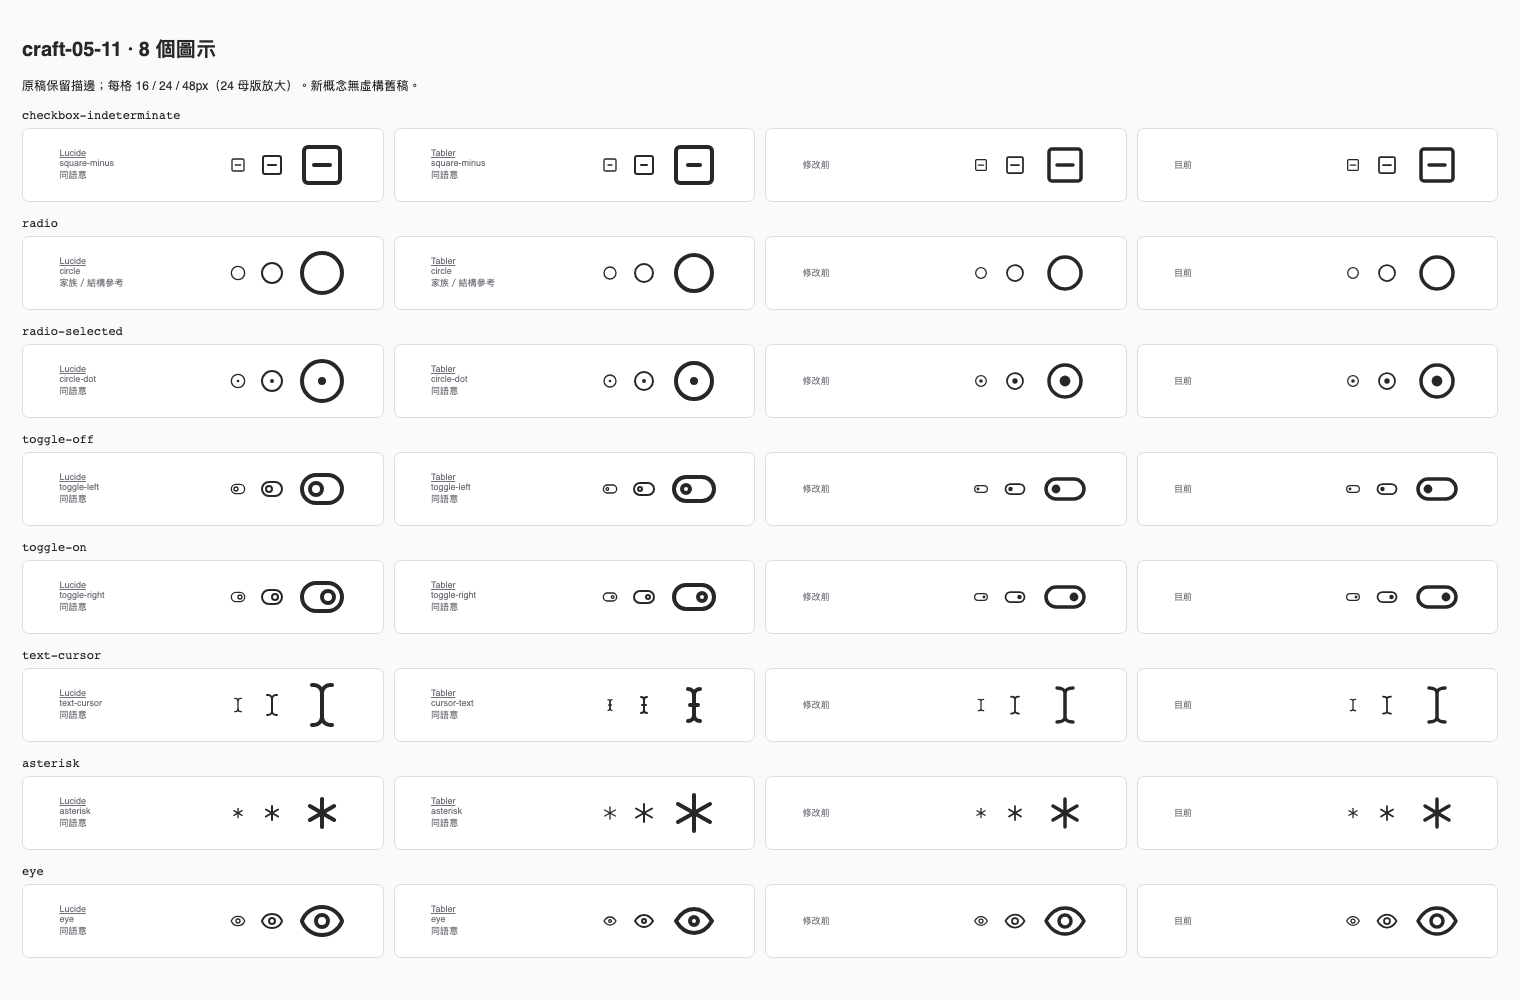 craft-05-11 · 8 個圖示
原稿保留描邊；每格 16 / 24 / 48px（24 母版放大）。新概念無虛構舊稿。
checkbox-indeterminate
Lucide
square-minus
同語意
Tabler
square-minus
同語意
修改前
目前
radio
Lucide
circle
家族 / 結構參考
Tabler
circle
家族 / 結構參考
修改前
目前
radio-selected
Lucide
circle-dot
同語意
Tabler
circle-dot
同語意
修改前
目前
toggle-off
Lucide
toggle-left
同語意
Tabler
toggle-left
同語意
修改前
目前
toggle-on
Lucide
toggle-right
同語意
Tabler
toggle-right
同語意
修改前
目前
text-cursor
Lucide
text-cursor
同語意
Tabler
cursor-text
同語意
修改前
目前
asterisk
Lucide
asterisk
同語意
Tabler
asterisk
同語意
修改前
目前
eye
Lucide
eye
同語意
Tabler
eye
同語意
修改前
目前